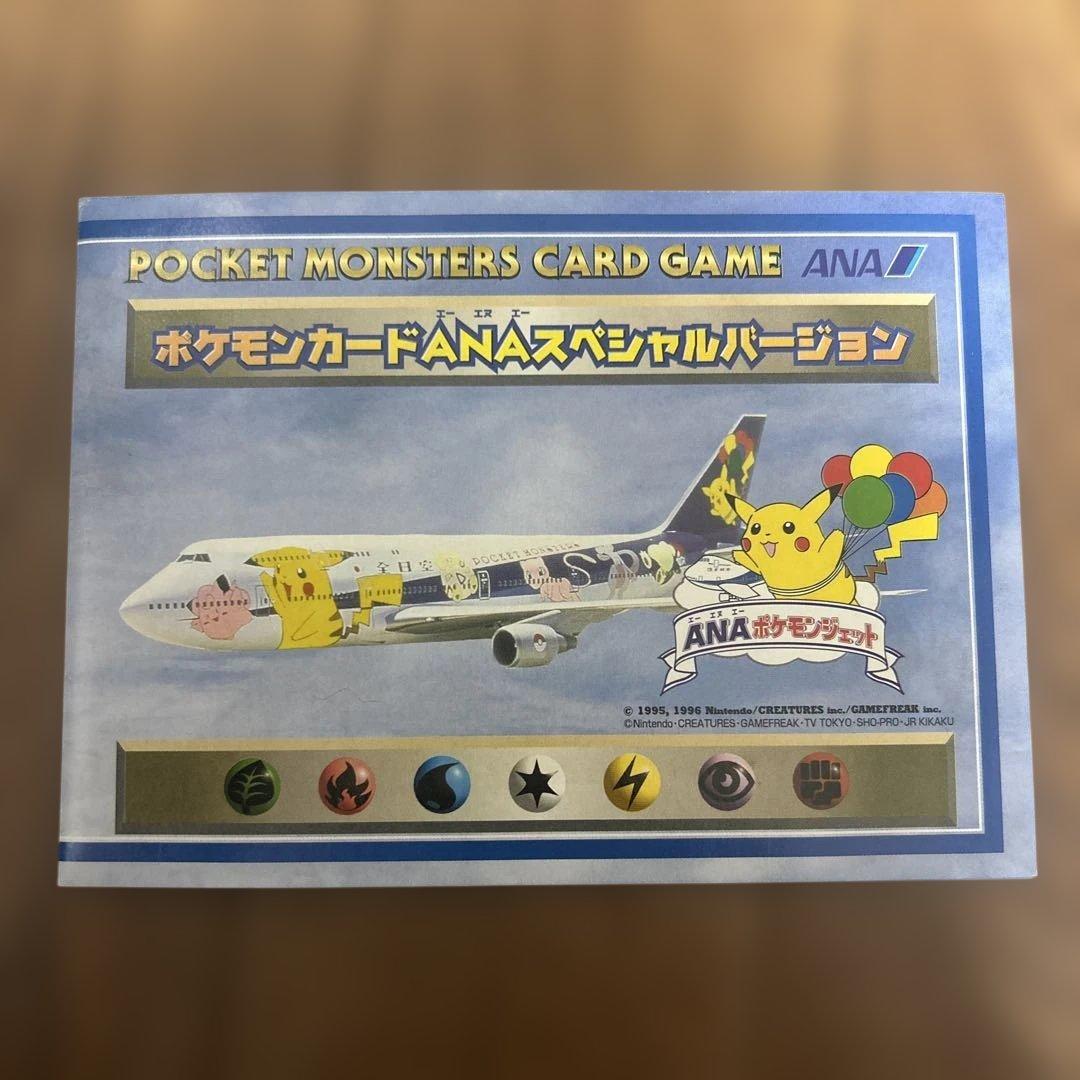 POCKET MONSTERS CARD GAME ANA
エー エヌ エー
ポケモンカードANAスペシャルバージョン
全日空
POCKET MONSTERS
エー エヌ エー
ANAポケモンジェット
© 1995, 1996 Nintendo/CREATURES inc./GAMEFREAK inc.
©Nintendo・CREATURES・GAMEFREAK・TV TOKYO・SHO-PRO・JR KIKAKU